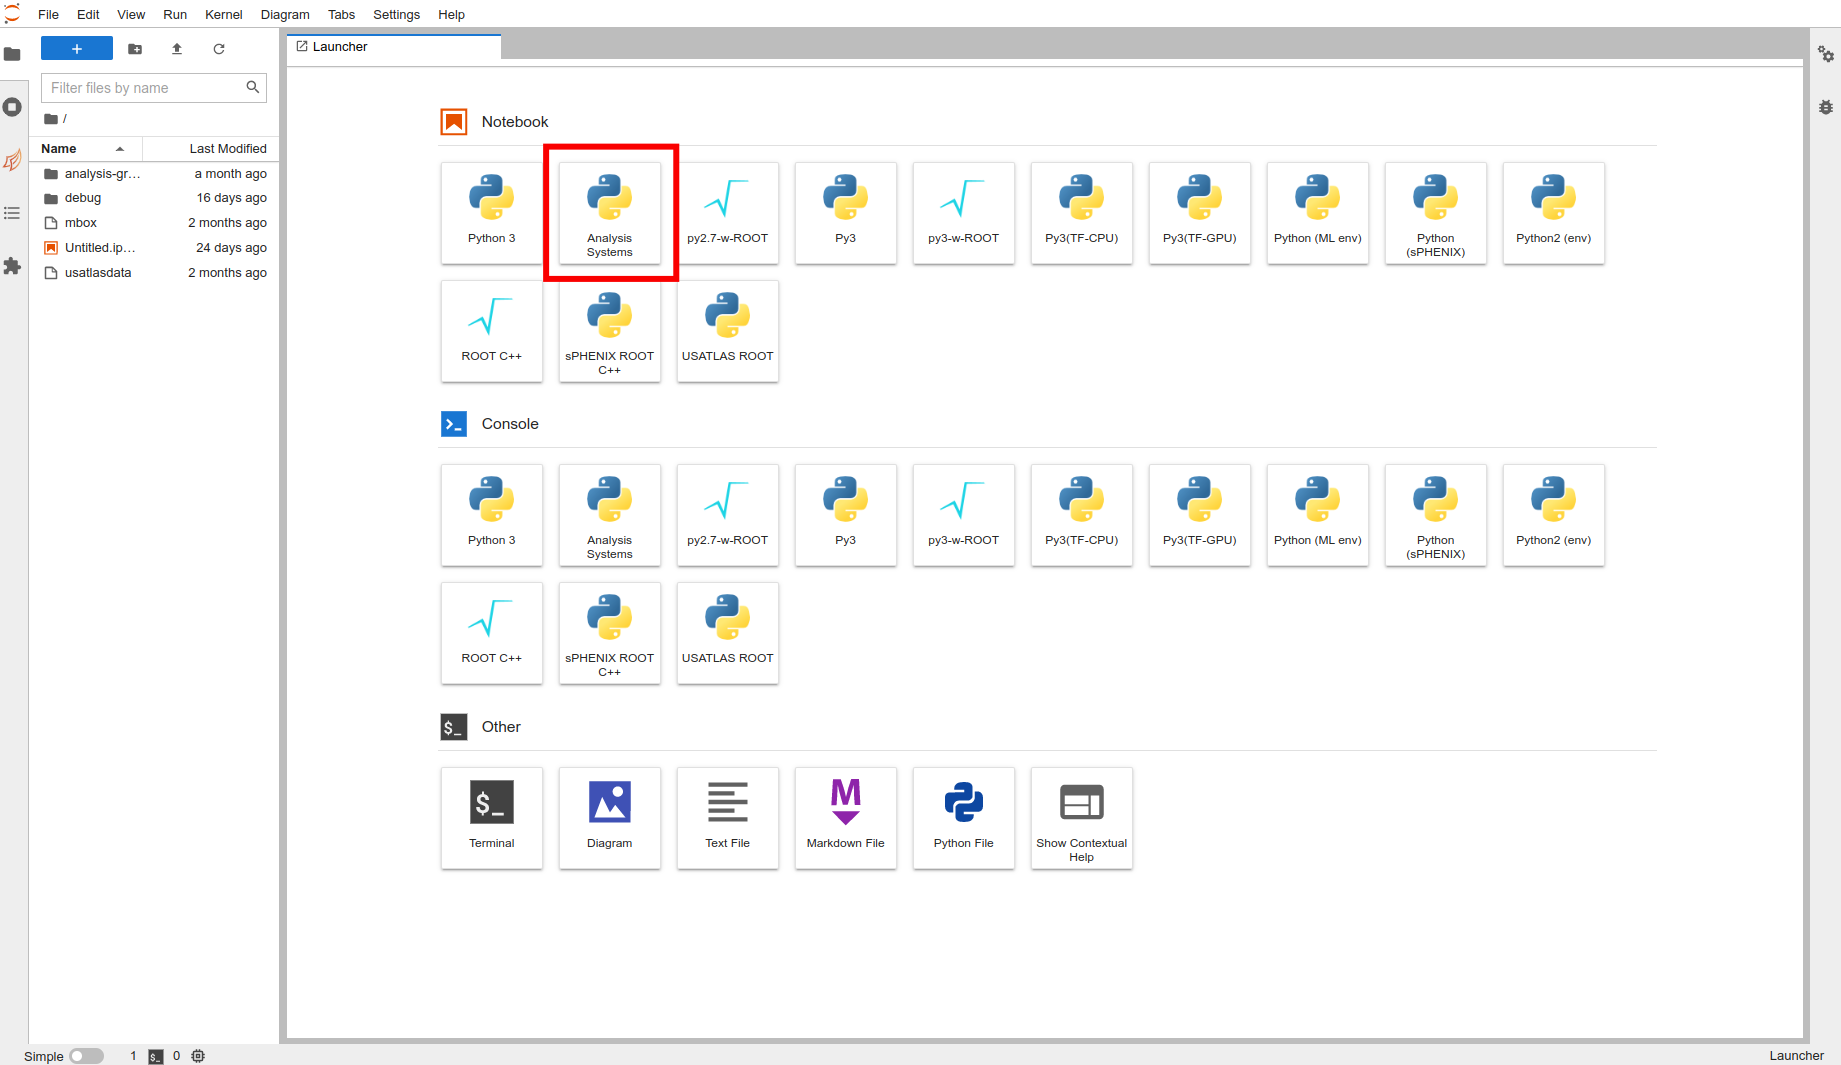 File Edit View Run Kernel Diagram Tabs Settings Help
+
Filter files by name
/
Name Last Modified
analysis-gr... a month ago
debug 16 days ago
mbox 2 months ago
Untitled.ip... 24 days ago
usatlasdata 2 months ago
Launcher
Notebook
Python 3
Analysis
Systems
py2.7-w-ROOT
Py3
py3-w-ROOT
Py3(TF-CPU)
Py3(TF-GPU)
Python (ML env)
Python
(sPHENIX)
Python2 (env)
ROOT C++
sPHENIX ROOT
C++
USATLAS ROOT
>_ Console
Python 3
Analysis
Systems
py2.7-w-ROOT
Py3
py3-w-ROOT
Py3(TF-CPU)
Py3(TF-GPU)
Python (ML env)
Python
(sPHENIX)
Python2 (env)
ROOT C++
sPHENIX ROOT
C++
USATLAS ROOT
$_ Other
$_
Terminal
Diagram
Text File
M
Markdown File
Python File
Show Contextual
Help
Simple 1 $_ 0 Launcher